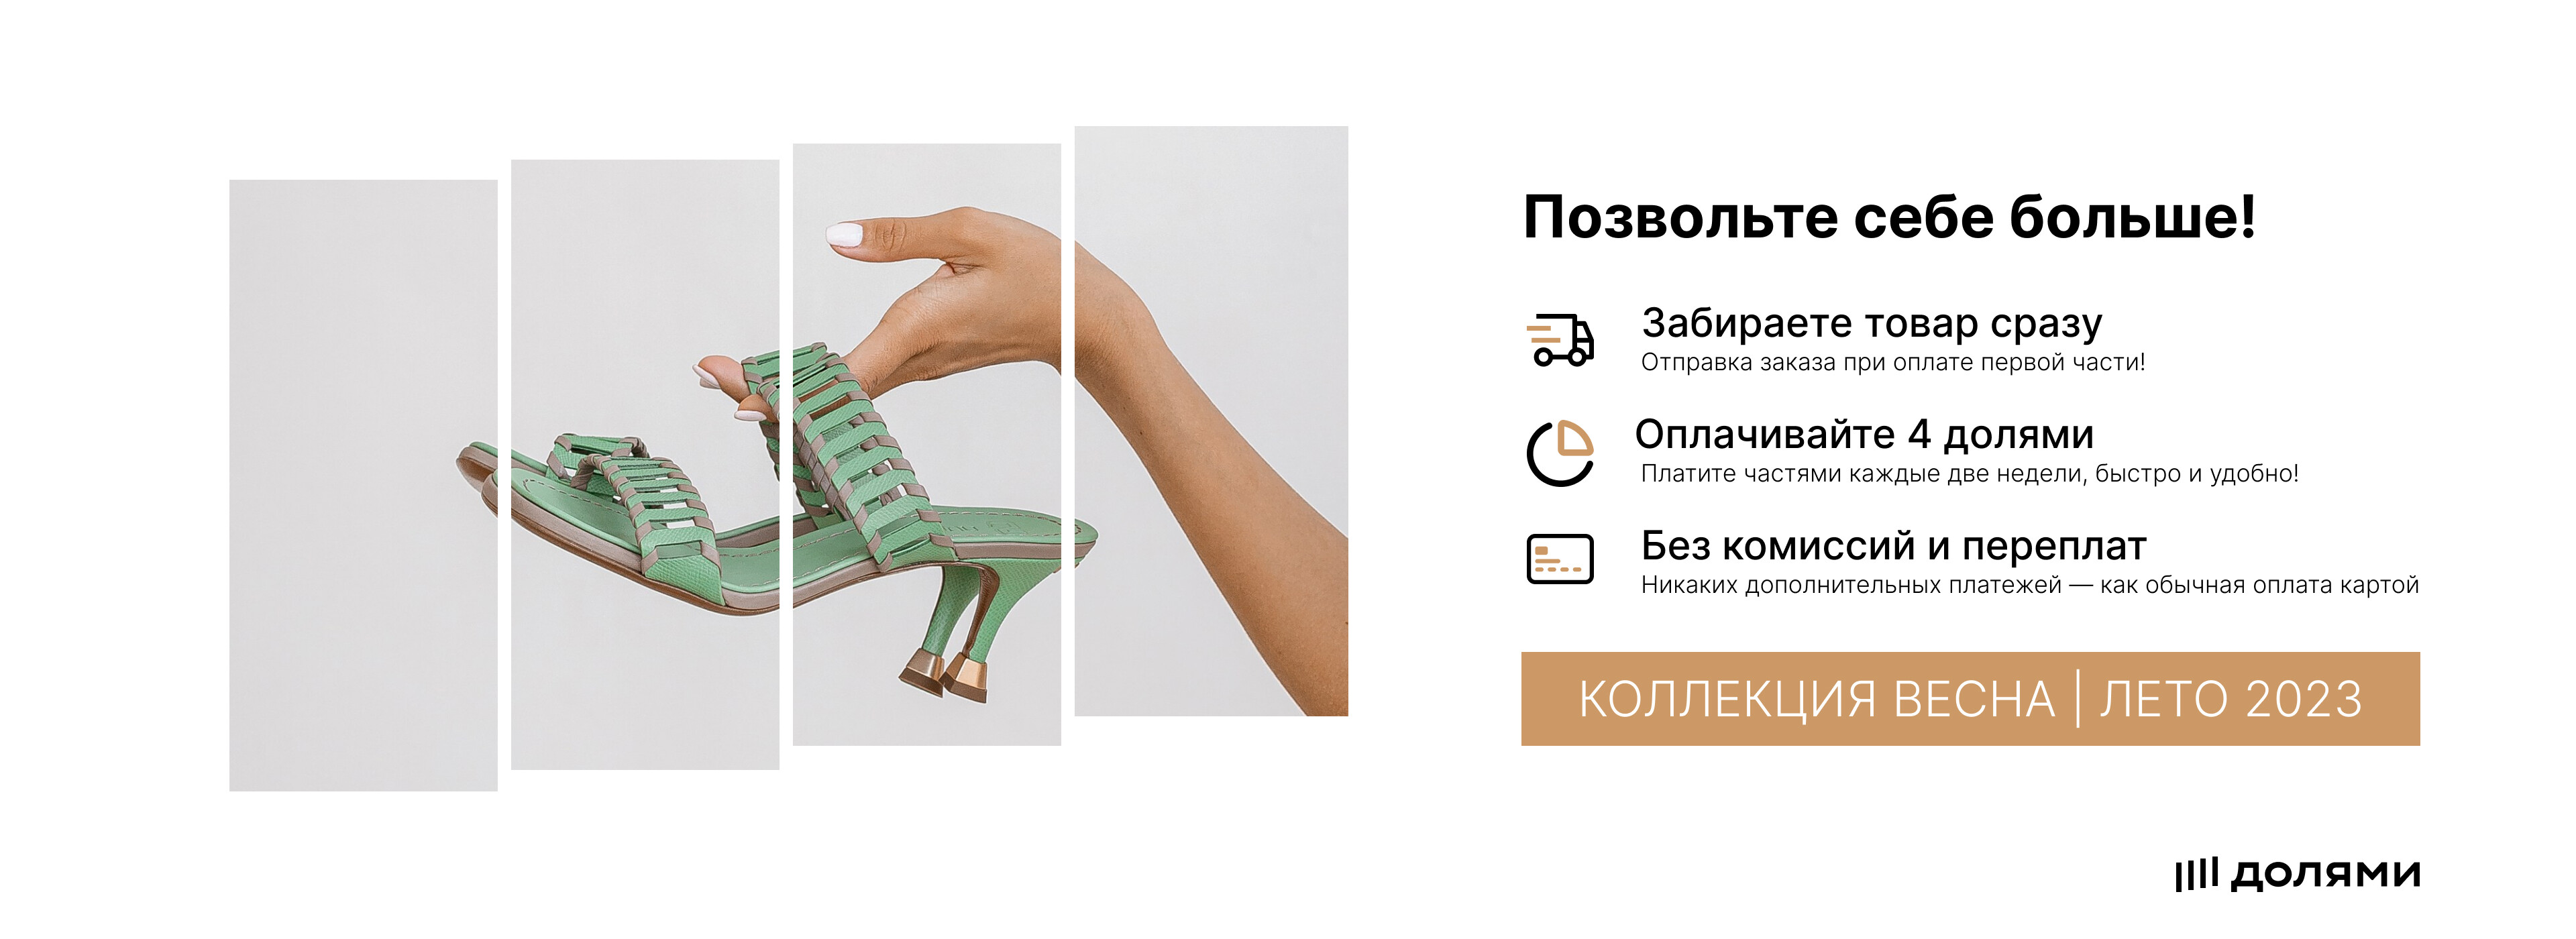 Позвольте себе больше!
Забираете товар сразу
Отправка заказа при оплате первой части!
Оплачивайте 4 долями
Платите частями каждые две недели, быстро и удобно!
Без комиссий и переплат
Никаких дополнительных платежей — как обычная оплата картой
КОЛЛЕКЦИЯ ВЕСНА | ЛЕТО 2023
долями